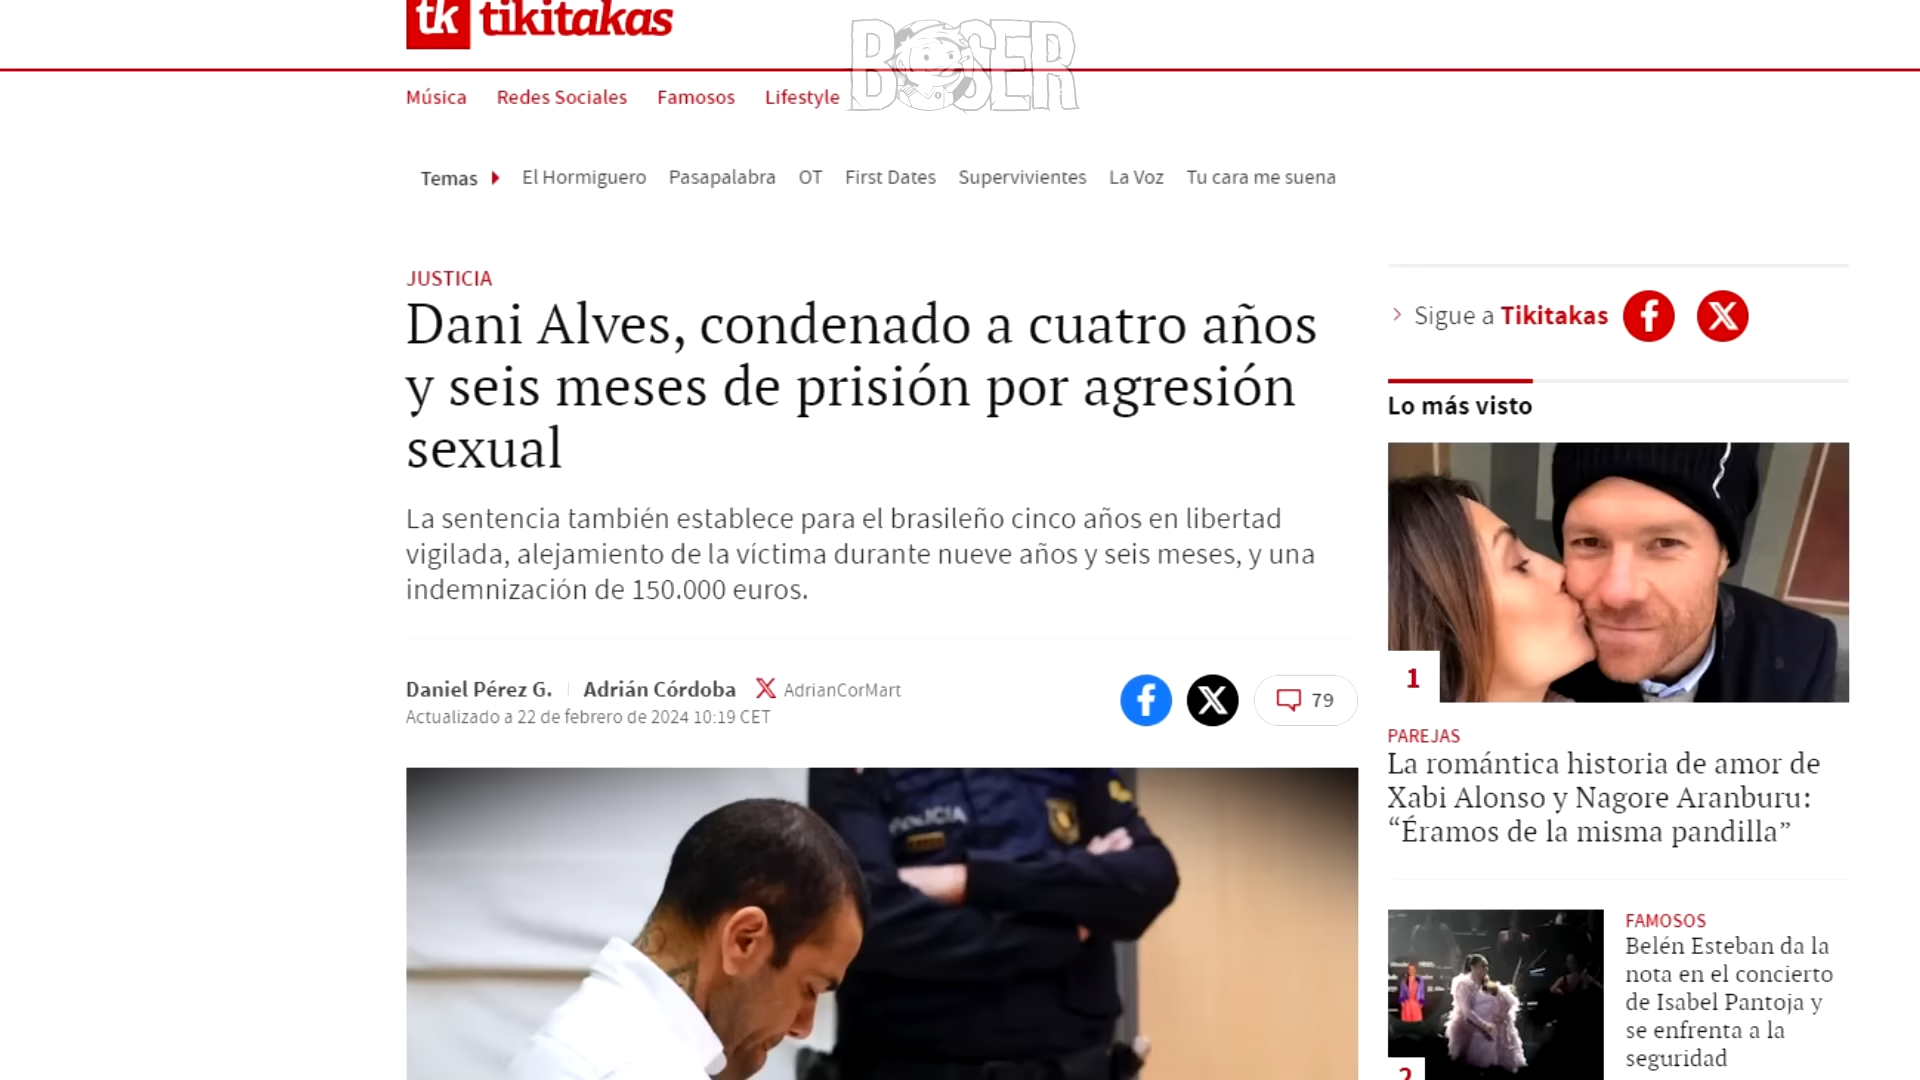 tk tikitakas
BOSER
Música Redes Sociales Famosos Lifestyle
Temas El Hormiguero Pasapalabra OT First Dates Supervivientes La Voz Tu cara me suena
JUSTICIA
Dani Alves, condenado a cuatro años
y seis meses de prisión por agresión
sexual
La sentencia también establece para el brasileño cinco años en libertad
vigilada, alejamiento de la víctima durante nueve años y seis meses, y una
indemnización de 150.000 euros.
Daniel Pérez G. Adrián Córdoba AdrianCorMart
Actualizado a 22 de febrero de 2024 10:19 CET
79
POLICIA
Sigue a Tikitakas
Lo más visto
1
PAREJAS
La romántica historia de amor de
Xabi Alonso y Nagore Aranburu:
“Éramos de la misma pandilla”
2
FAMOSOS
Belén Esteban da la
nota en el concierto
de Isabel Pantoja y
se enfrenta a la
seguridad